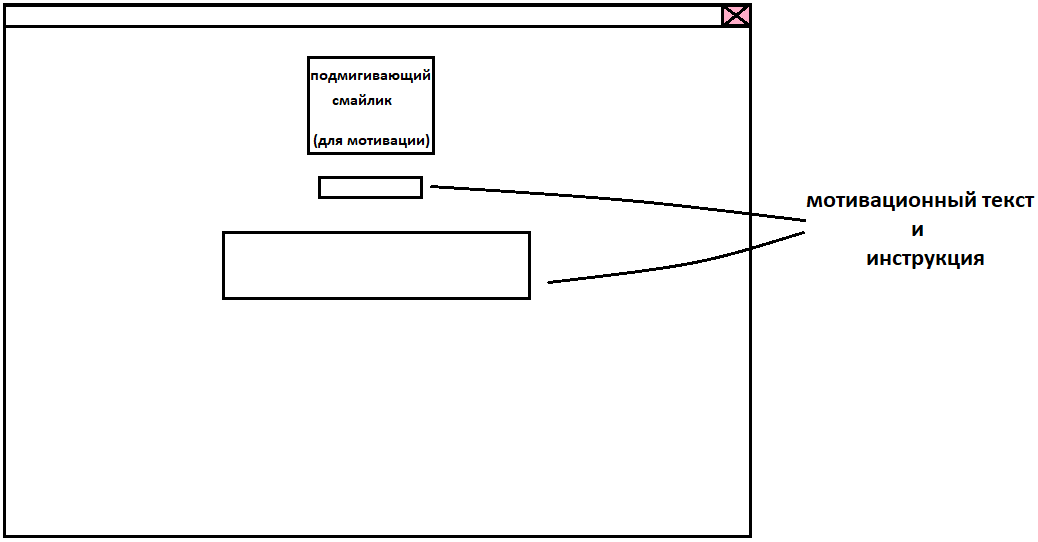 подмигивающий
смайлик
(для мотивации)
мотивационный текст
и
инструкция